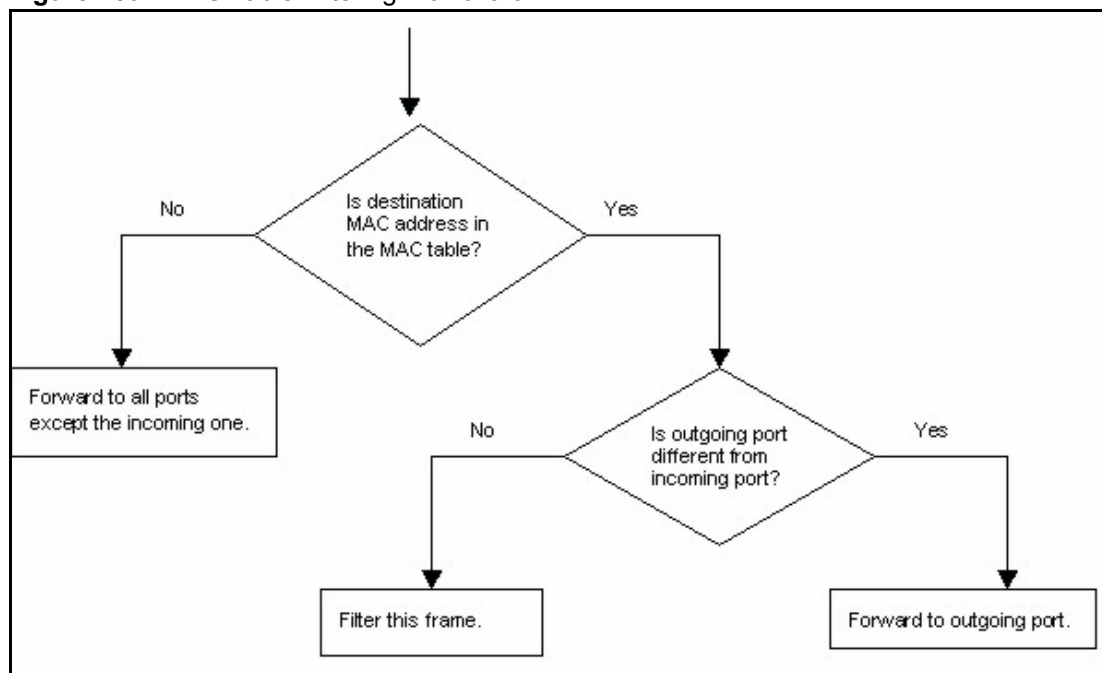 No
Is destination
MAC address in
the MAC table?
Yes
Forward to all ports
except the incoming one.
No
Is outgoing port
different from
incoming port?
Yes
Filter this frame.
Forward to outgoing port.